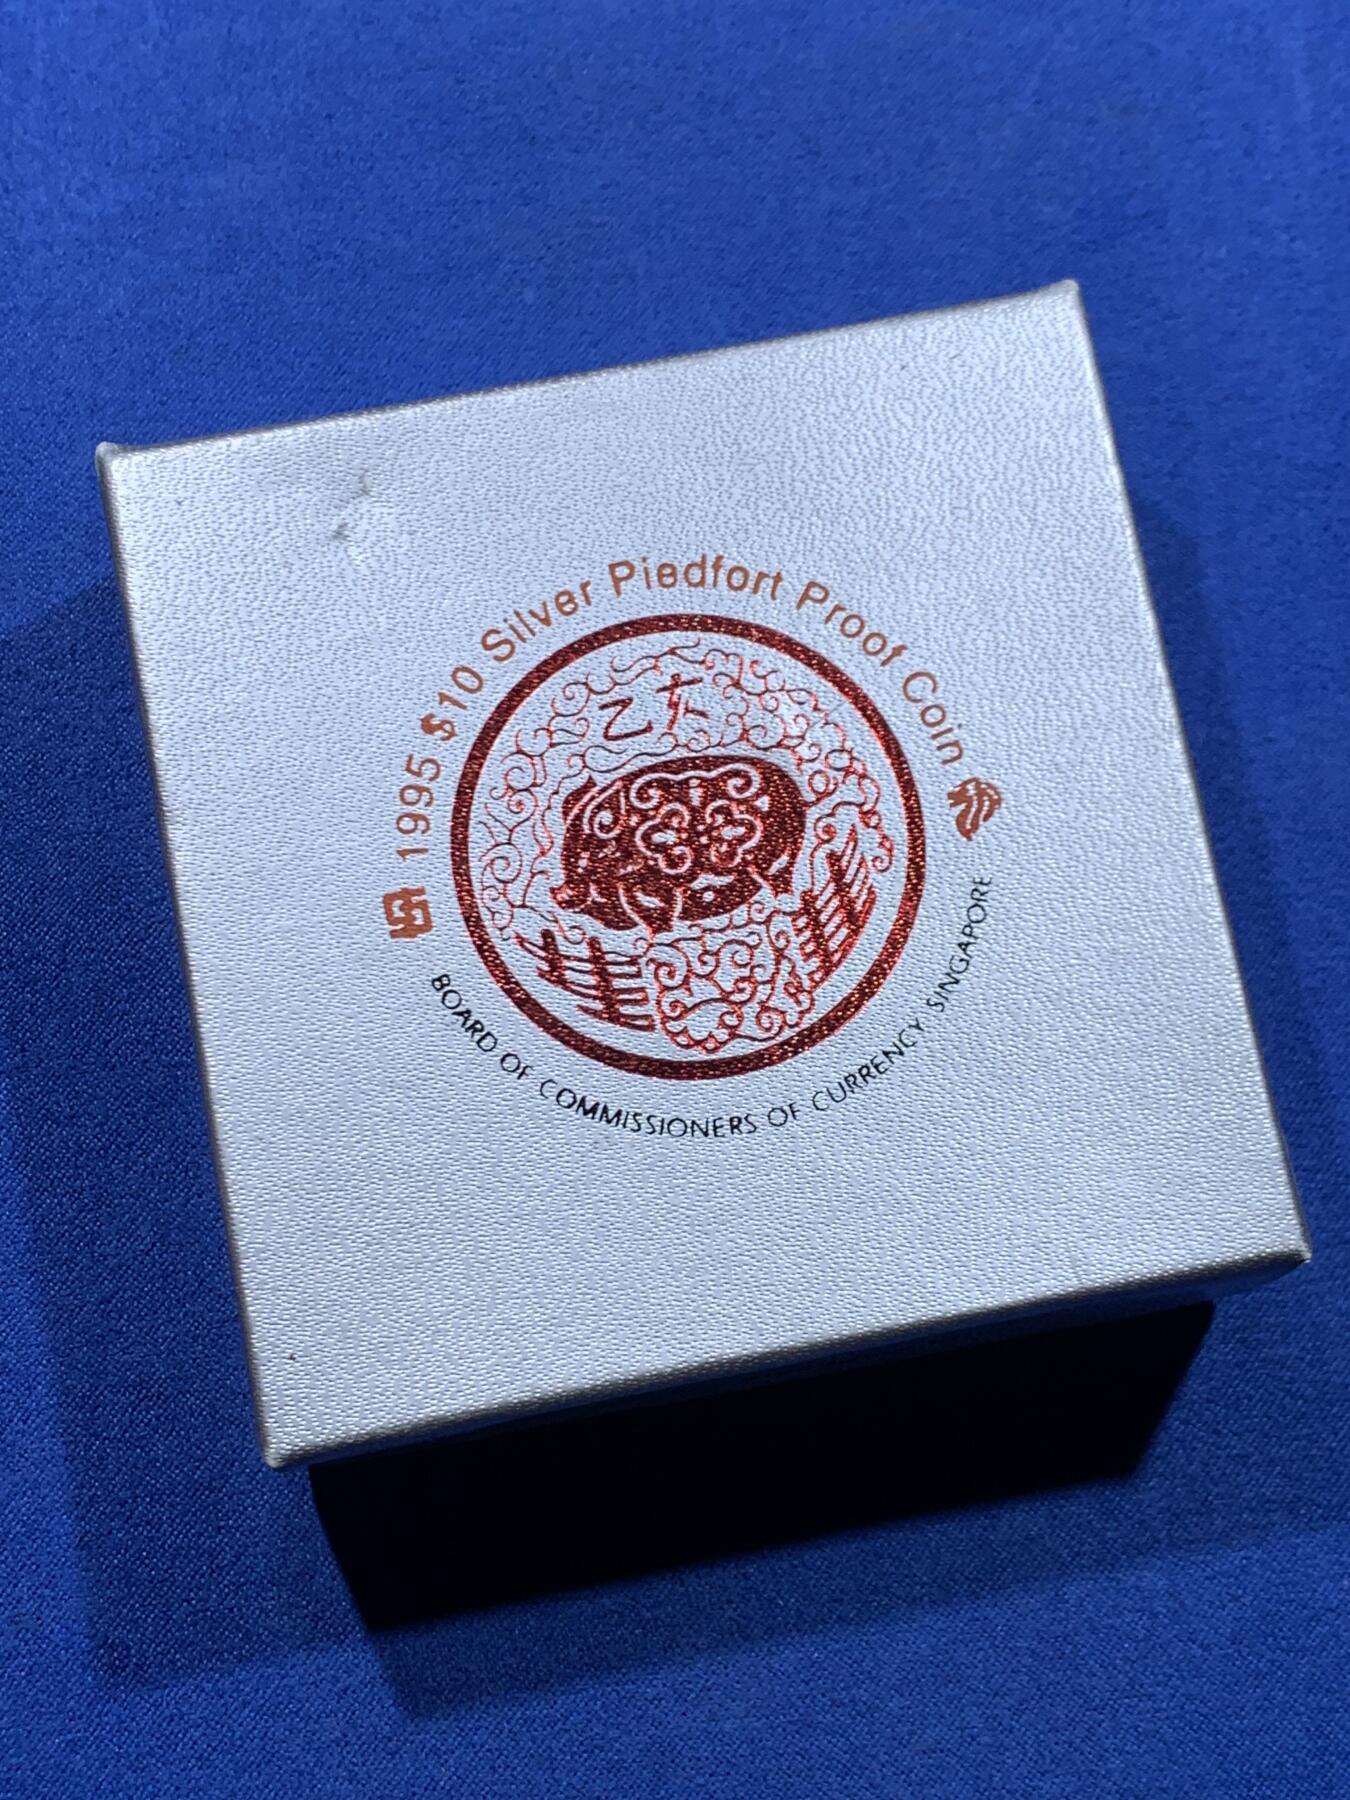 1995 $10 Silver Piedfort Proof Coin
乙亥
BOARD OF COMMISSIONERS OF CURRENCY, SINGAPORE